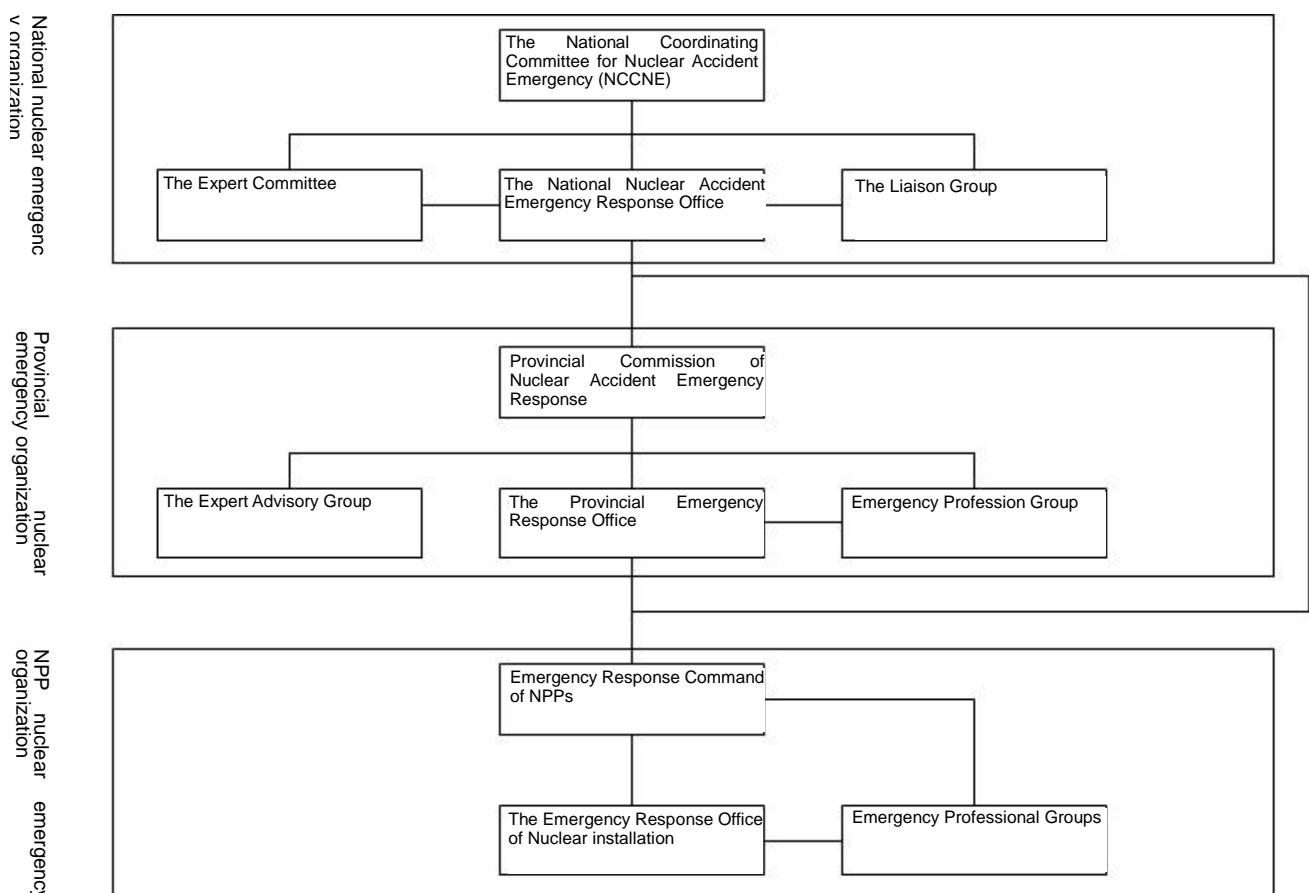 National nuclear emergenc
y organization
The National Coordinating
Committee for Nuclear Accident
Emergency (NCCNE)
The Expert Committee
The National Nuclear Accident
Emergency Response Office
The Liaison Group
Provincial nuclear
emergency organization
Provincial Commission of
Nuclear Accident Emergency
Response
The Expert Advisory Group
The Provincial Emergency
Response Office
Emergency Profession Group
NPP nuclear emergency
organization
Emergency Response Command
of NPPs
The Emergency Response Office
of Nuclear installation
Emergency Professional Groups